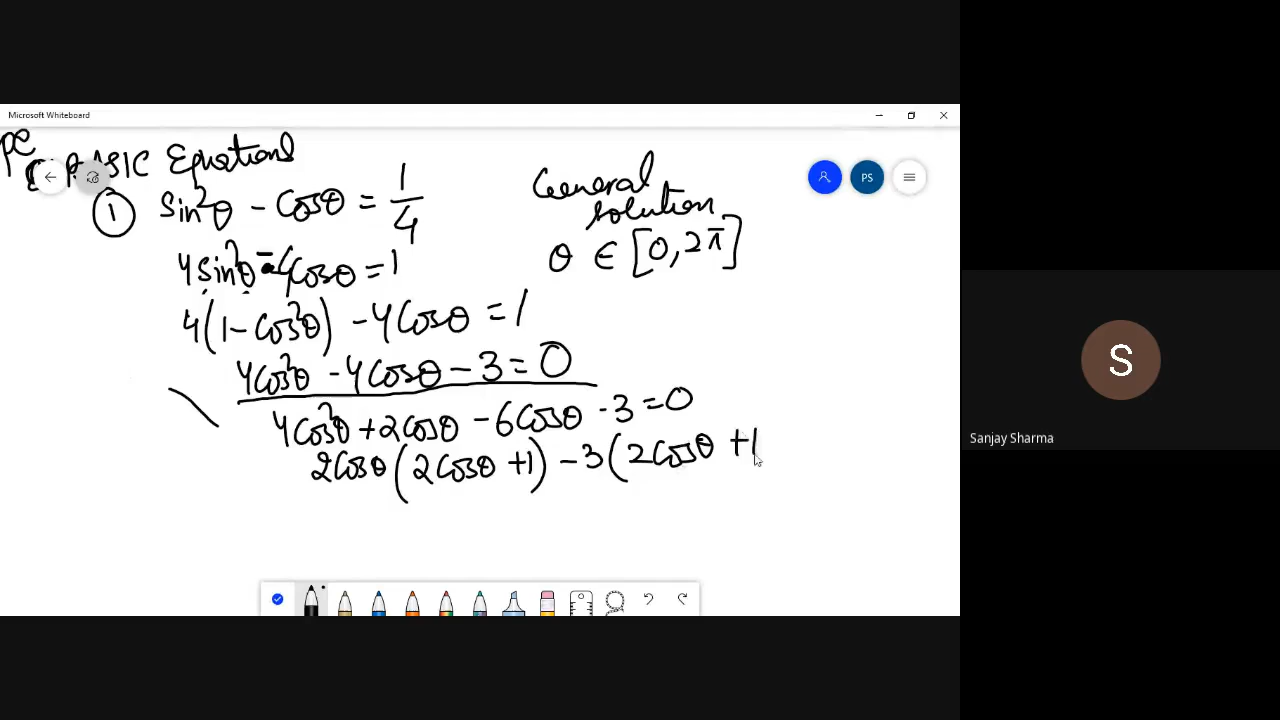 Microsoft Whiteboard
BASIC Equations
① sin²θ - cosθ = 1/4
General
solution
4sin²θ - 4cosθ = 1
θ ∈ [0, 2π]
4(1 - cos²θ) - 4cosθ = 1
4cos²θ - 4cosθ - 3 = 0
4cos²θ + 2cosθ - 6cosθ - 3 = 0
2cosθ(2cosθ + 1) - 3(2cosθ + 1
PS
S
Sanjay Sharma